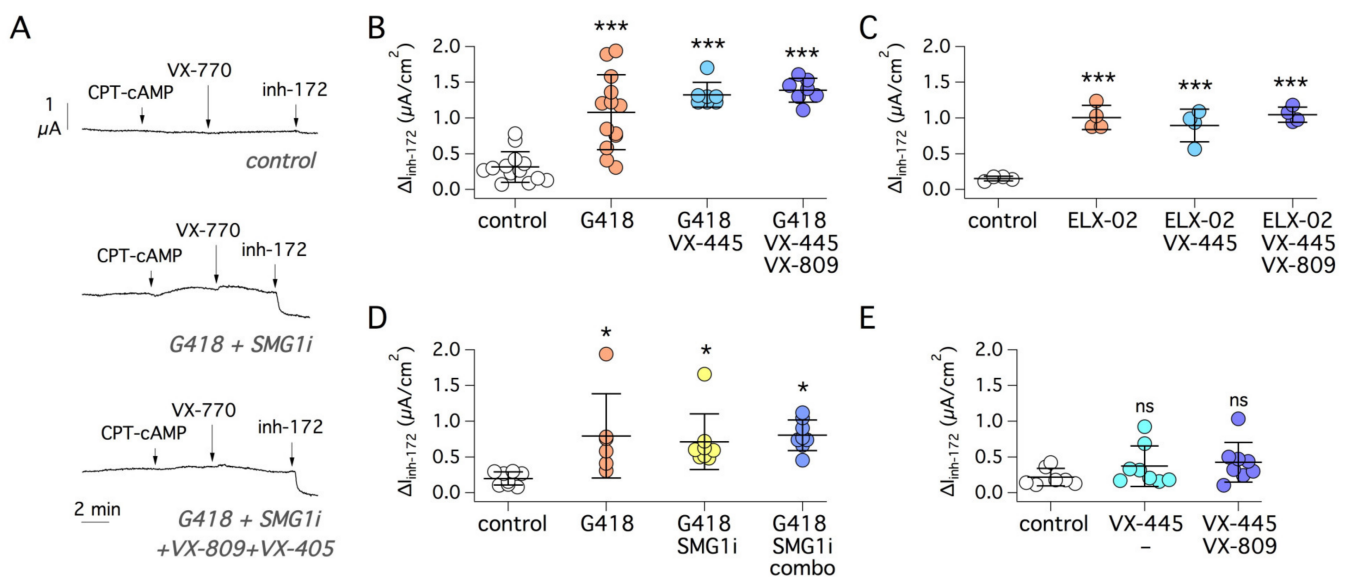 A
VX-770
CPT-cAMP
inh-172
1
µA
control
VX-770
CPT-cAMP
inh-172
G418 + SMG1i
VX-770
CPT-cAMP
inh-172
2 min
G418 + SMG1i
+VX-809+VX-405
B
ΔIinh-172 (µA/cm2)
2.0
1.5
1.0
0.5
0.0
***
***
***
control
G418
G418
VX-445
G418
VX-445
VX-809
C
ΔIinh-172 (µA/cm2)
2.0
1.5
1.0
0.5
0.0
***
***
***
control
ELX-02
ELX-02
VX-445
ELX-02
VX-445
VX-809
D
ΔIinh-172 (µA/cm2)
2.0
1.5
1.0
0.5
0.0
*
*
*
control
G418
G418
SMG1i
G418
SMG1i
combo
E
ΔIinh-172 (µA/cm2)
2.0
1.5
1.0
0.5
0.0
ns
ns
control
VX-445
–
VX-445
VX-809